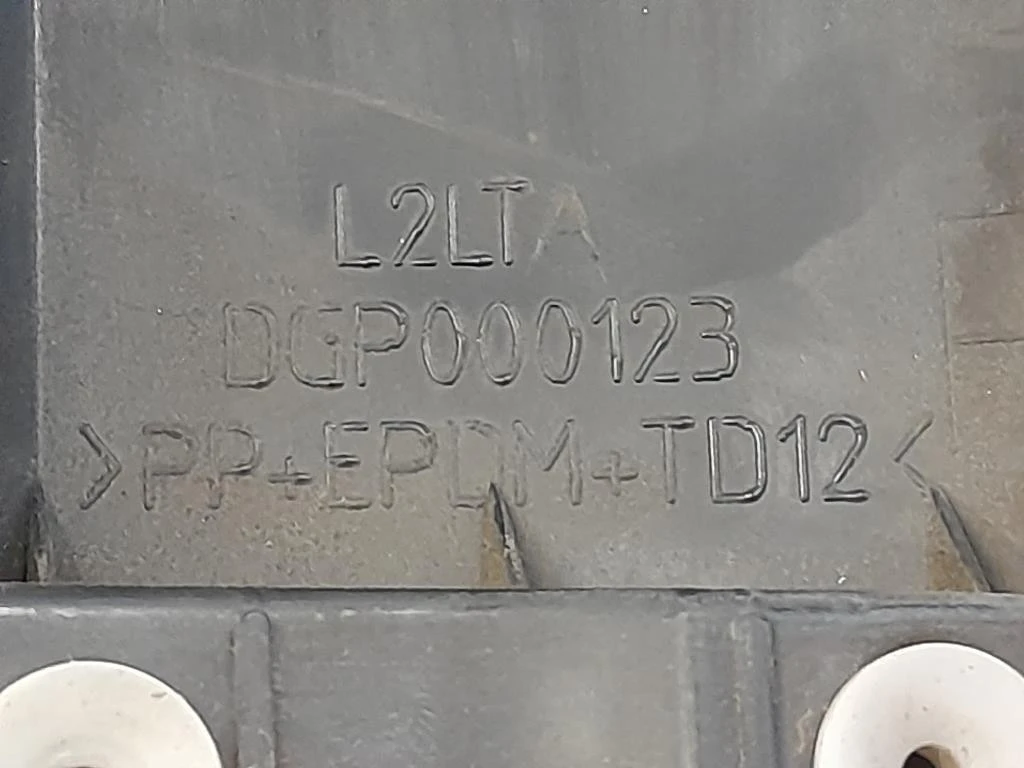 L2LTA
DGP000123
>PP+EPDM+TD12<